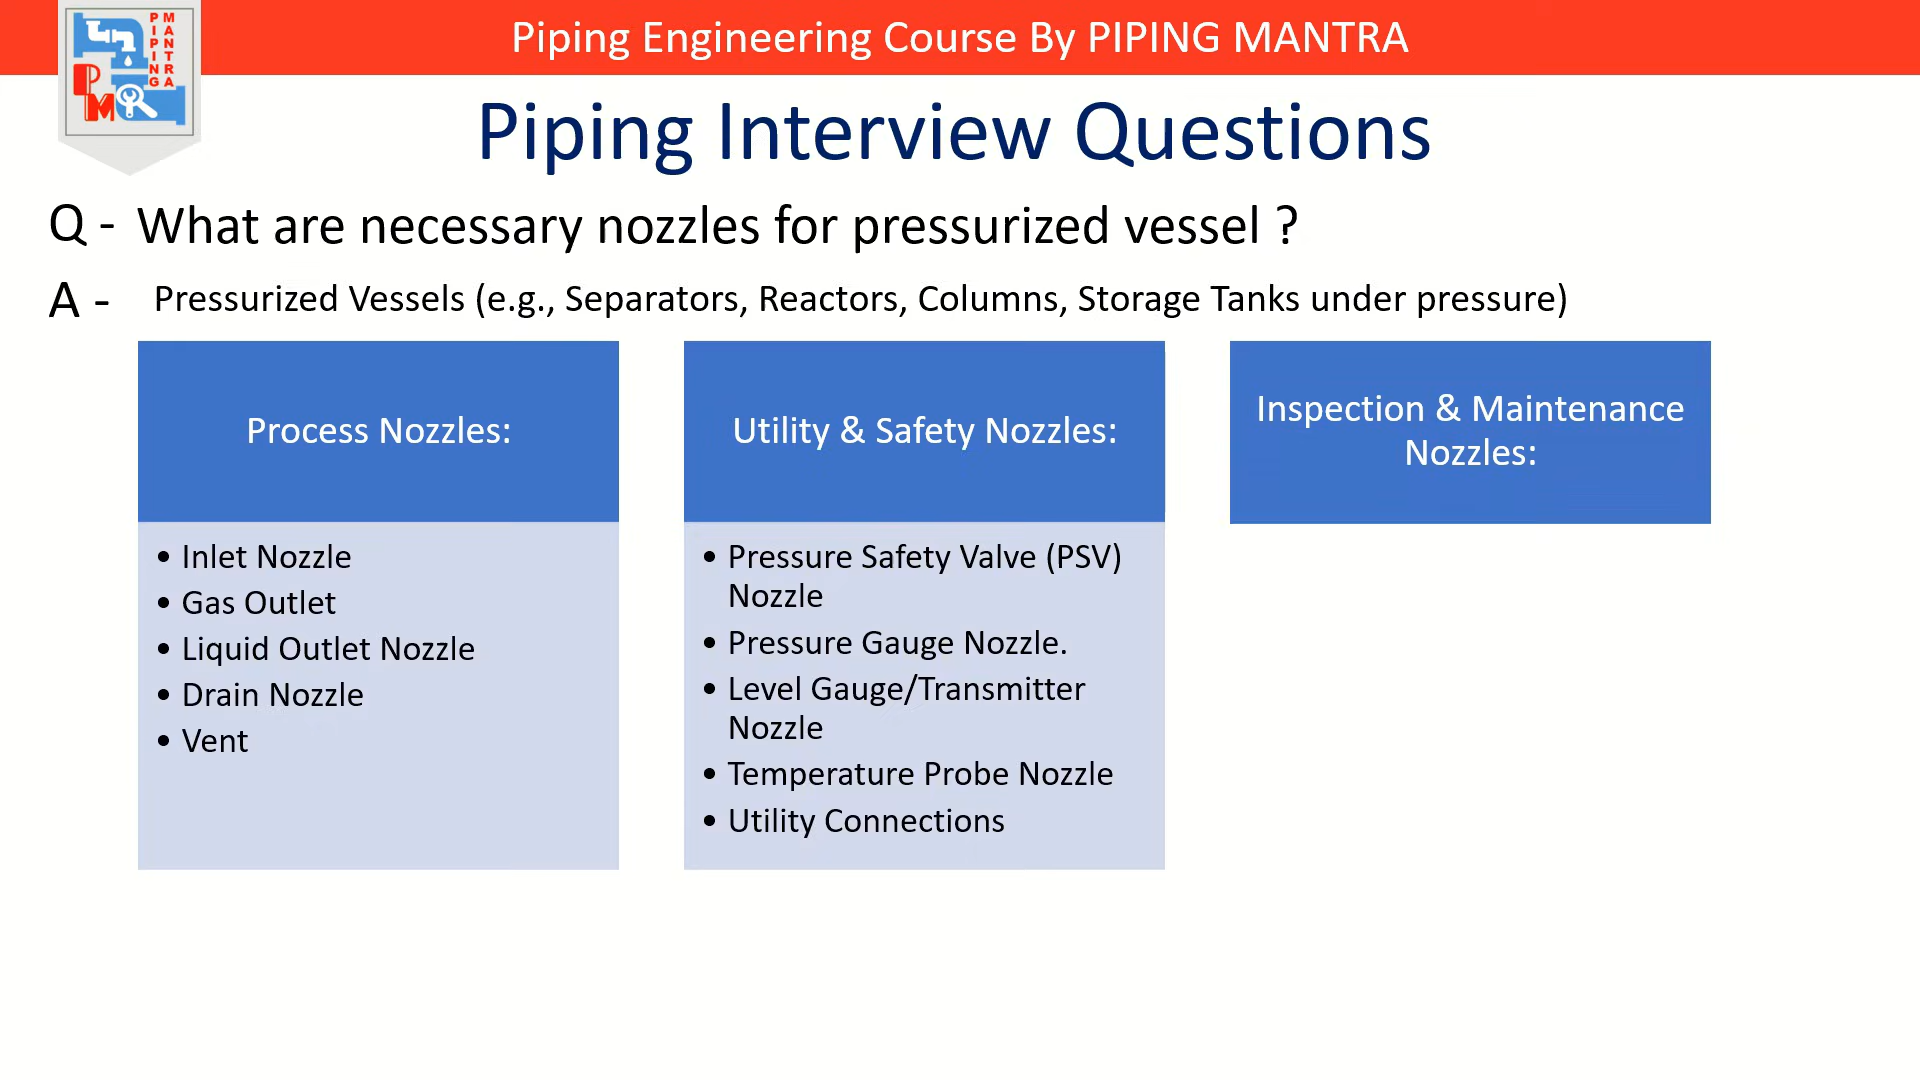 Piping Engineering Course By PIPING MANTRA
PIPING
MANTRA
PM
Piping Interview Questions
Q - What are necessary nozzles for pressurized vessel ?
A - Pressurized Vessels (e.g., Separators, Reactors, Columns, Storage Tanks under pressure)
Process Nozzles:
• Inlet Nozzle
• Gas Outlet
• Liquid Outlet Nozzle
• Drain Nozzle
• Vent
Utility & Safety Nozzles:
• Pressure Safety Valve (PSV)
Nozzle
• Pressure Gauge Nozzle.
• Level Gauge/Transmitter
Nozzle
• Temperature Probe Nozzle
• Utility Connections
Inspection & Maintenance
Nozzles: